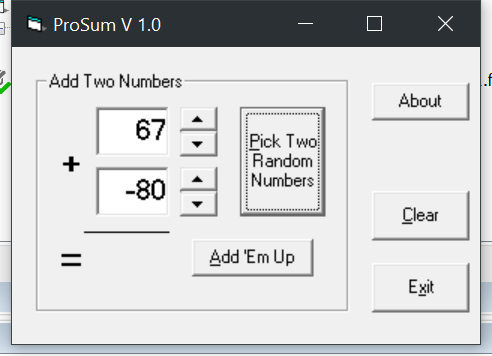 ProSum V 1.0
Add Two Numbers
67
+
-80
=
Pick Two
Random
Numbers
Add 'Em Up
About
Clear
Exit